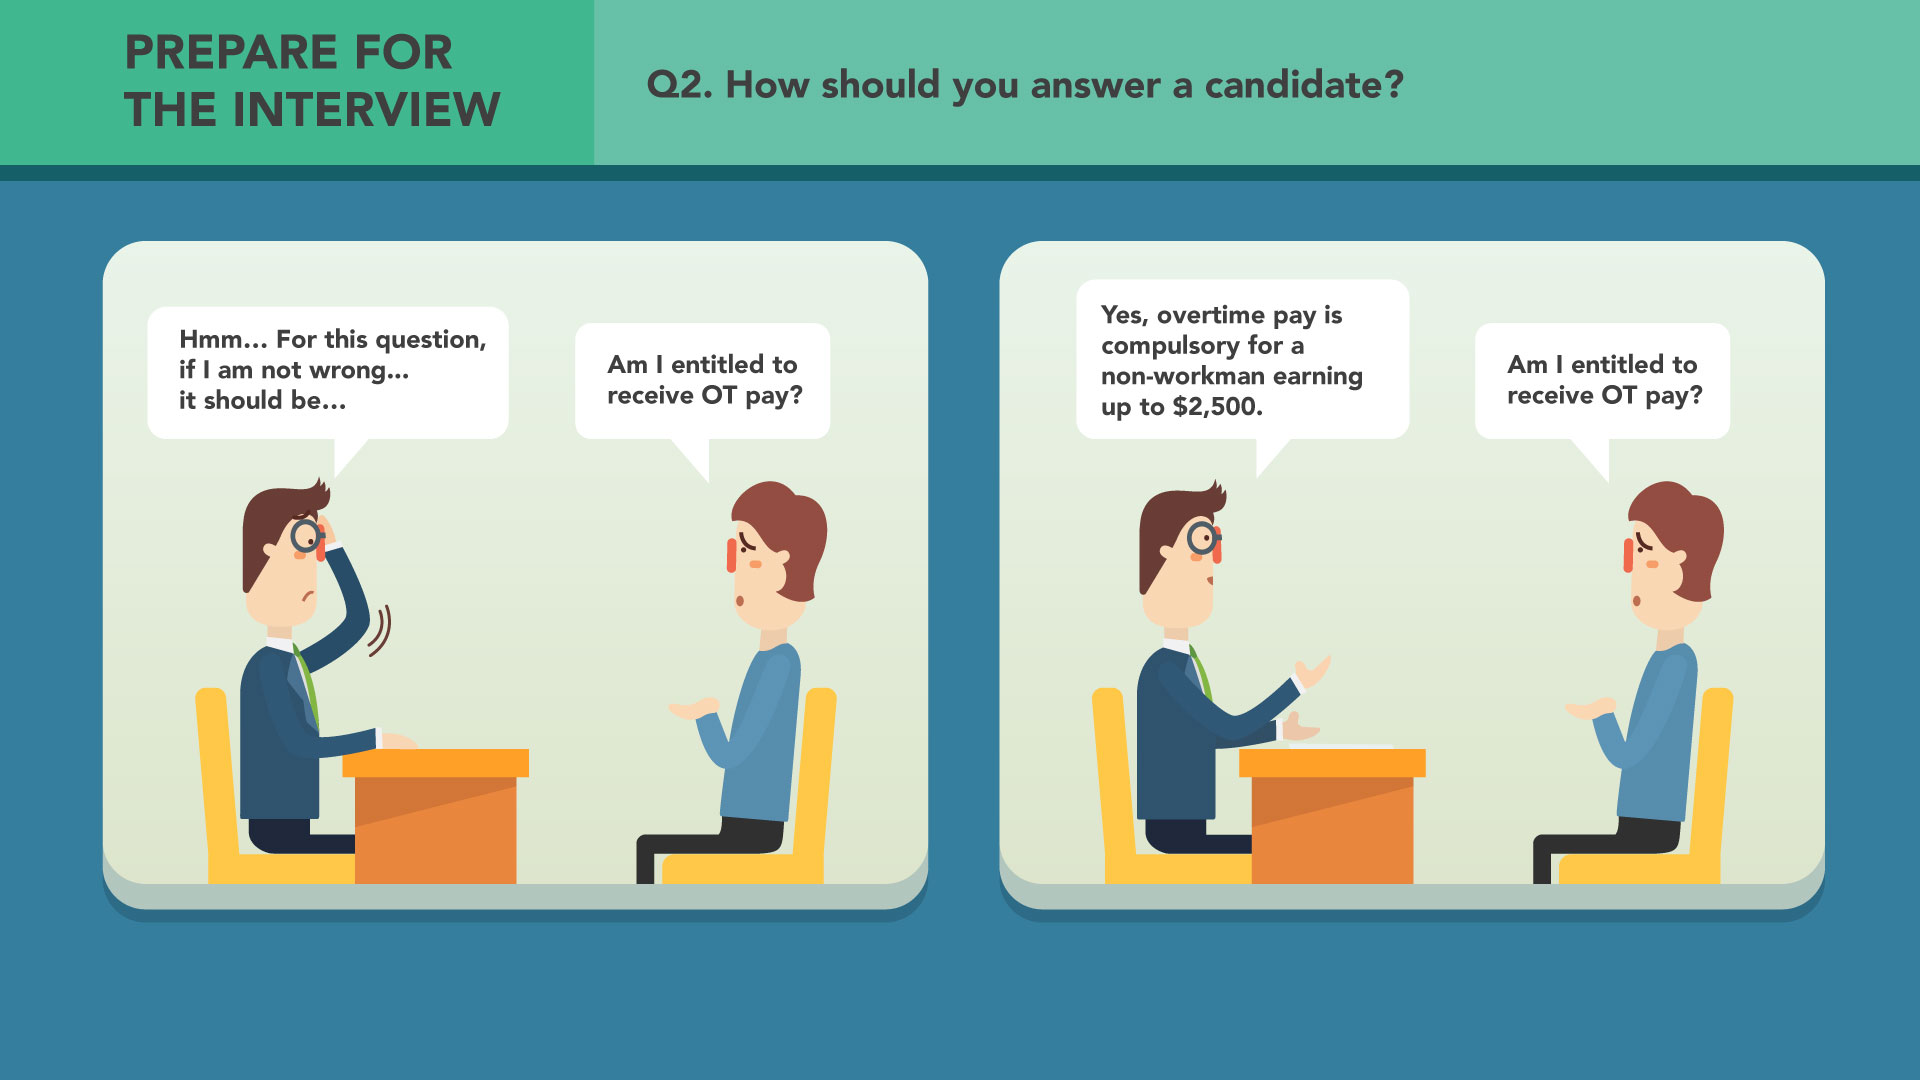 PREPARE FOR
THE INTERVIEW
Q2. How should you answer a candidate?
Hmm... For this question,
if I am not wrong...
it should be...
Am I entitled to
receive OT pay?
Yes, overtime pay is
compulsory for a
non-workman earning
up to $2,500.
Am I entitled to
receive OT pay?